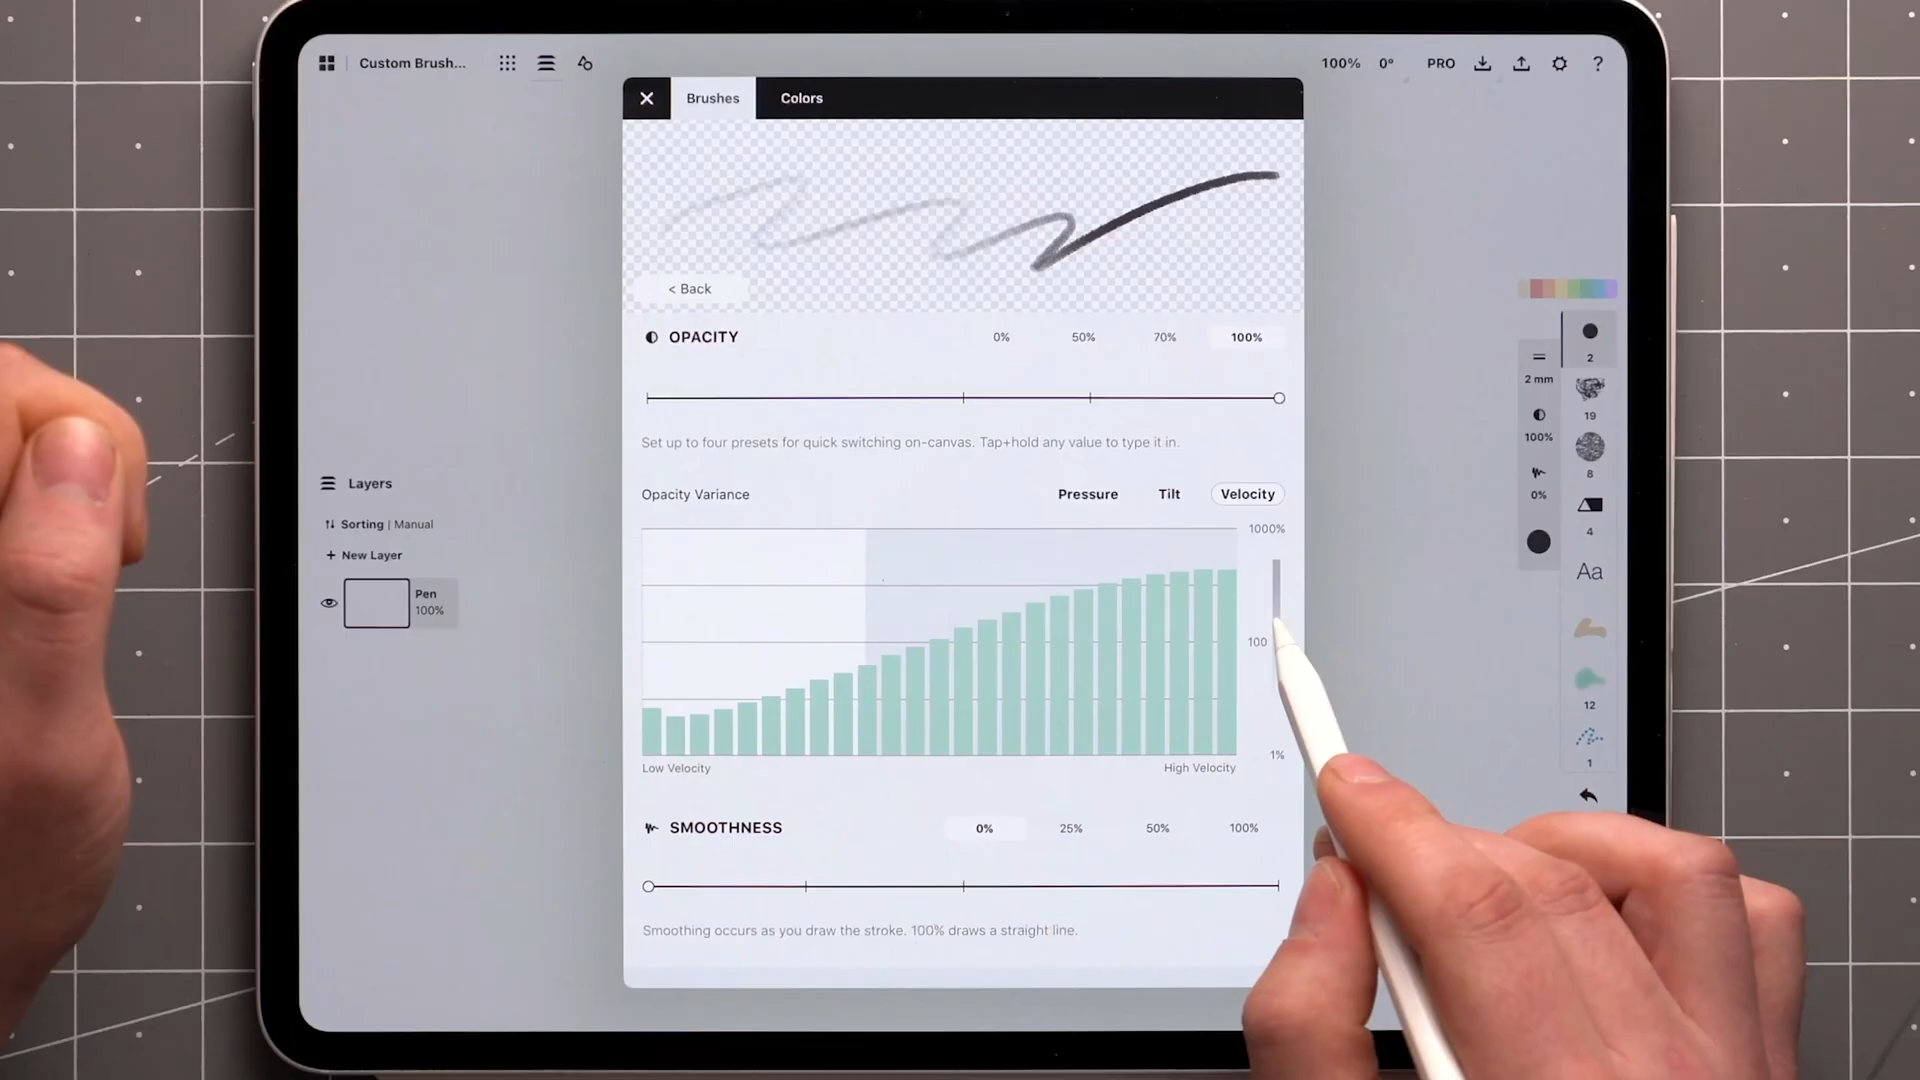 Custom Brush...
100% 0° PRO ?
Brushes Colors
< Back
OPACITY 0% 50% 70% 100%
Set up to four presets for quick switching on-canvas. Tap+hold any value to type it in.
Opacity Variance Pressure Tilt Velocity
1000%
100
1%
Low Velocity High Velocity
SMOOTHNESS 0% 25% 50% 100%
Smoothing occurs as you draw the stroke. 100% draws a straight line.
Layers
Sorting | Manual
+ New Layer
Pen
100%
2 mm
100%
0%
2
19
8
4
Aa
12
1